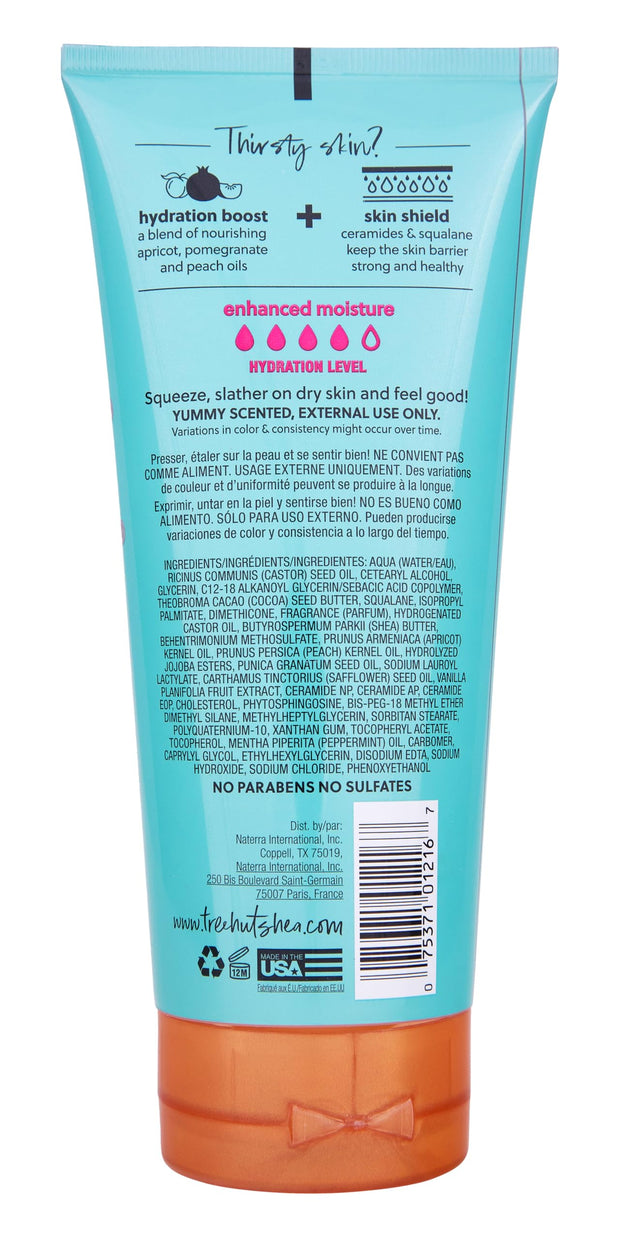 Thirsty skin?
hydration boost
a blend of nourishing
apricot, pomegranate
and peach oils
+
skin shield
ceramides & squalane
keep the skin barrier
strong and healthy
enhanced moisture
HYDRATION LEVEL
Squeeze, slather on dry skin and feel good!
YUMMY SCENTED, EXTERNAL USE ONLY.
Variations in color & consistency might occur over time.
Presser, étaler sur la peau et se sentir bien! NE CONVIENT PAS
COMME ALIMENT. USAGE EXTERNE UNIQUEMENT. Des variations
de couleur et d'uniformité peuvent se produire à la longue.
Exprimir, untar en la piel y sentirse bien! NO ES BUENO COMO
ALIMENTO. SÓLO PARA USO EXTERNO. Pueden producirse
variaciones de color y consistencia a lo largo del tiempo.
INGREDIENTS/INGRÉDIENTS/INGREDIENTES: AQUA (WATER/EAU),
RICINUS COMMUNIS (CASTOR) SEED OIL, CETEARYL ALCOHOL,
GLYCERIN, C12-18 ALKANOYL GLYCERIN/SEBACIC ACID COPOLYMER,
THEOBROMA CACAO (COCOA) SEED BUTTER, SQUALANE, ISOPROPYL
PALMITATE, DIMETHICONE, FRAGRANCE (PARFUM), HYDROGENATED
CASTOR OIL, BUTYROSPERMUM PARKII (SHEA) BUTTER,
BEHENTRIMONIUM METHOSULFATE, PRUNUS ARMENIACA (APRICOT)
KERNEL OIL, PRUNUS PERSICA (PEACH) KERNEL OIL, HYDROLYZED
JOJOBA ESTERS, PUNICA GRANATUM SEED OIL, SODIUM LAUROYL
LACTYLATE, CARTHAMUS TINCTORIUS (SAFFLOWER) SEED OIL, VANILLA
PLANIFOLIA FRUIT EXTRACT, CERAMIDE NP, CERAMIDE AP, CERAMIDE
EOP, CHOLESTEROL, PHYTOSPHINGOSINE, BIS-PEG-18 METHYL ETHER
DIMETHYL SILANE, METHYLHEPTYLGLYCERIN, SORBITAN STEARATE,
POLYQUATERNIUM-10, XANTHAN GUM, TOCOPHERYL ACETATE,
TOCOPHEROL, MENTHA PIPERITA (PEPPERMINT) OIL, CARBOMER,
CAPRYLYL GLYCOL, ETHYLHEXYLGLYCERIN, DISODIUM EDTA, SODIUM
HYDROXIDE, SODIUM CHLORIDE, PHENOXYETHANOL
NO PARABENS NO SULFATES
Dist. by/par:
Naterra International, Inc.
Coppell, TX 75019,
Naterra International, Inc.
250 Bis Boulevard Saint-Germain
75007 Paris, France
www.treehutshea.com
12M
MADE IN THE
USA
Fabriqué aux É.U/Fabricado en EE.UU
0 75371 01216 7